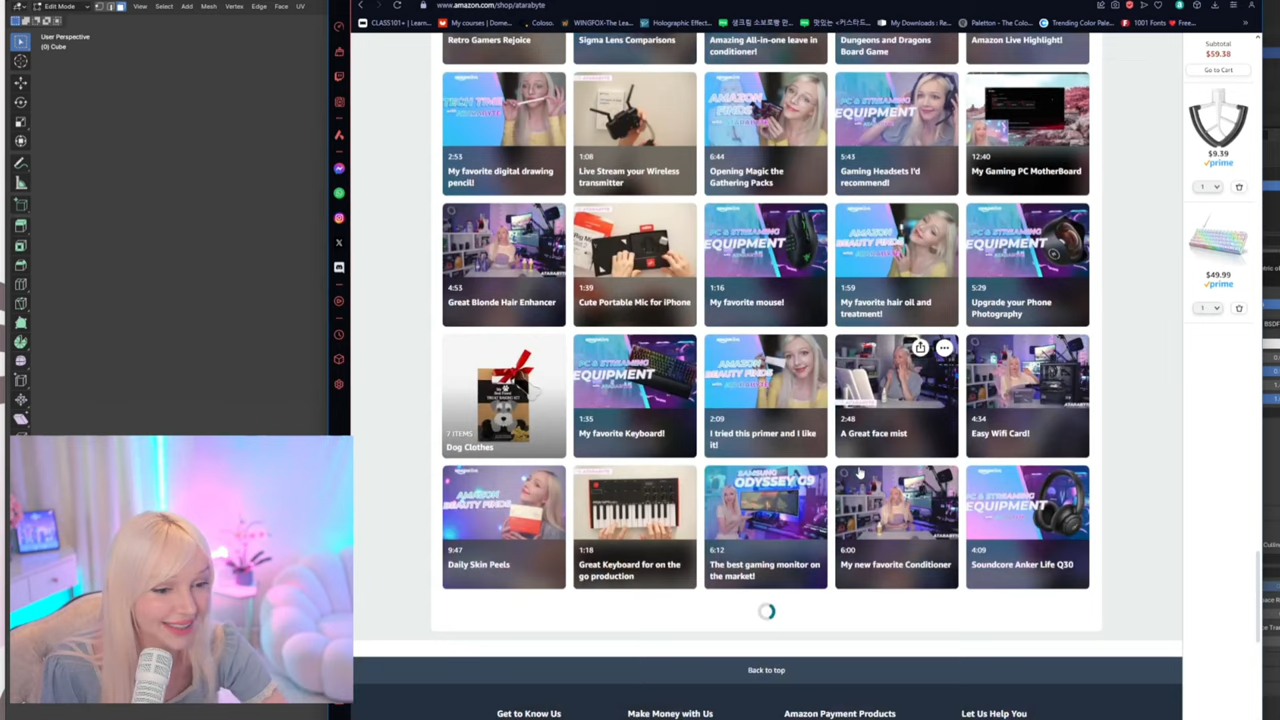 Edit Mode
View
Select
Add
Mesh
Vertex
Edge
Face
UV
User Perspective
(0) Cube
www.amazon.com/shop/atarabyte
CLASS101+ | Learn...
My courses | Dome...
Coloso.
WINGFOX-The Lea...
Holographic Effect...
My Downloads : Re...
Paletton - The Colo...
Trending Color Pale...
1001 Fonts ❤ Free...
Retro Gamers Rejoice
Sigma Lens Comparisons
Amazing All-in-one leave in
conditioner!
Dungeons and Dragons
Board Game
Amazon Live Highlight!
2:53
My favorite digital drawing
pencil!
1:08
Live Stream your Wireless
transmitter
AMAZON
FINDS
6:44
Opening Magic the
Gathering Packs
PC & STREAMING
EQUIPMENT
5:43
Gaming Headsets I'd
recommend!
12:40
My Gaming PC MotherBoard
ATARABYTE
4:53
Great Blonde Hair Enhancer
1:39
Cute Portable Mic for iPhone
PC & STREAMING
EQUIPMENT
1:16
My favorite mouse!
AMAZON
BEAUTY FINDS
1:59
My favorite hair oil and
treatment!
PC & STREAMING
EQUIPMENT
5:29
Upgrade your Phone
Photography
7 ITEMS
Dog Clothes
PC & STREAMING
EQUIPMENT
1:35
My favorite Keyboard!
AMAZON
BEAUTY FINDS
2:09
I tried this primer and I like
it!
2:48
A Great face mist
ATARABYTE
4:34
Easy Wifi Card!
AMAZON
BEAUTY FINDS
9:47
Daily Skin Peels
1:18
Great Keyboard for on the
go production
SAMSUNG
ODYSSEY G9
6:12
The best gaming monitor on
the market!
ATARABYTE
6:00
My new favorite Conditioner
PC & STREAMING
EQUIPMENT
4:09
Soundcore Anker Life Q30
Back to top
Get to Know Us
Make Money with Us
Amazon Payment Products
Let Us Help You
Subtotal
$59.38
Go to Cart
$9.39
prime
1
$49.99
prime
1
BSDF